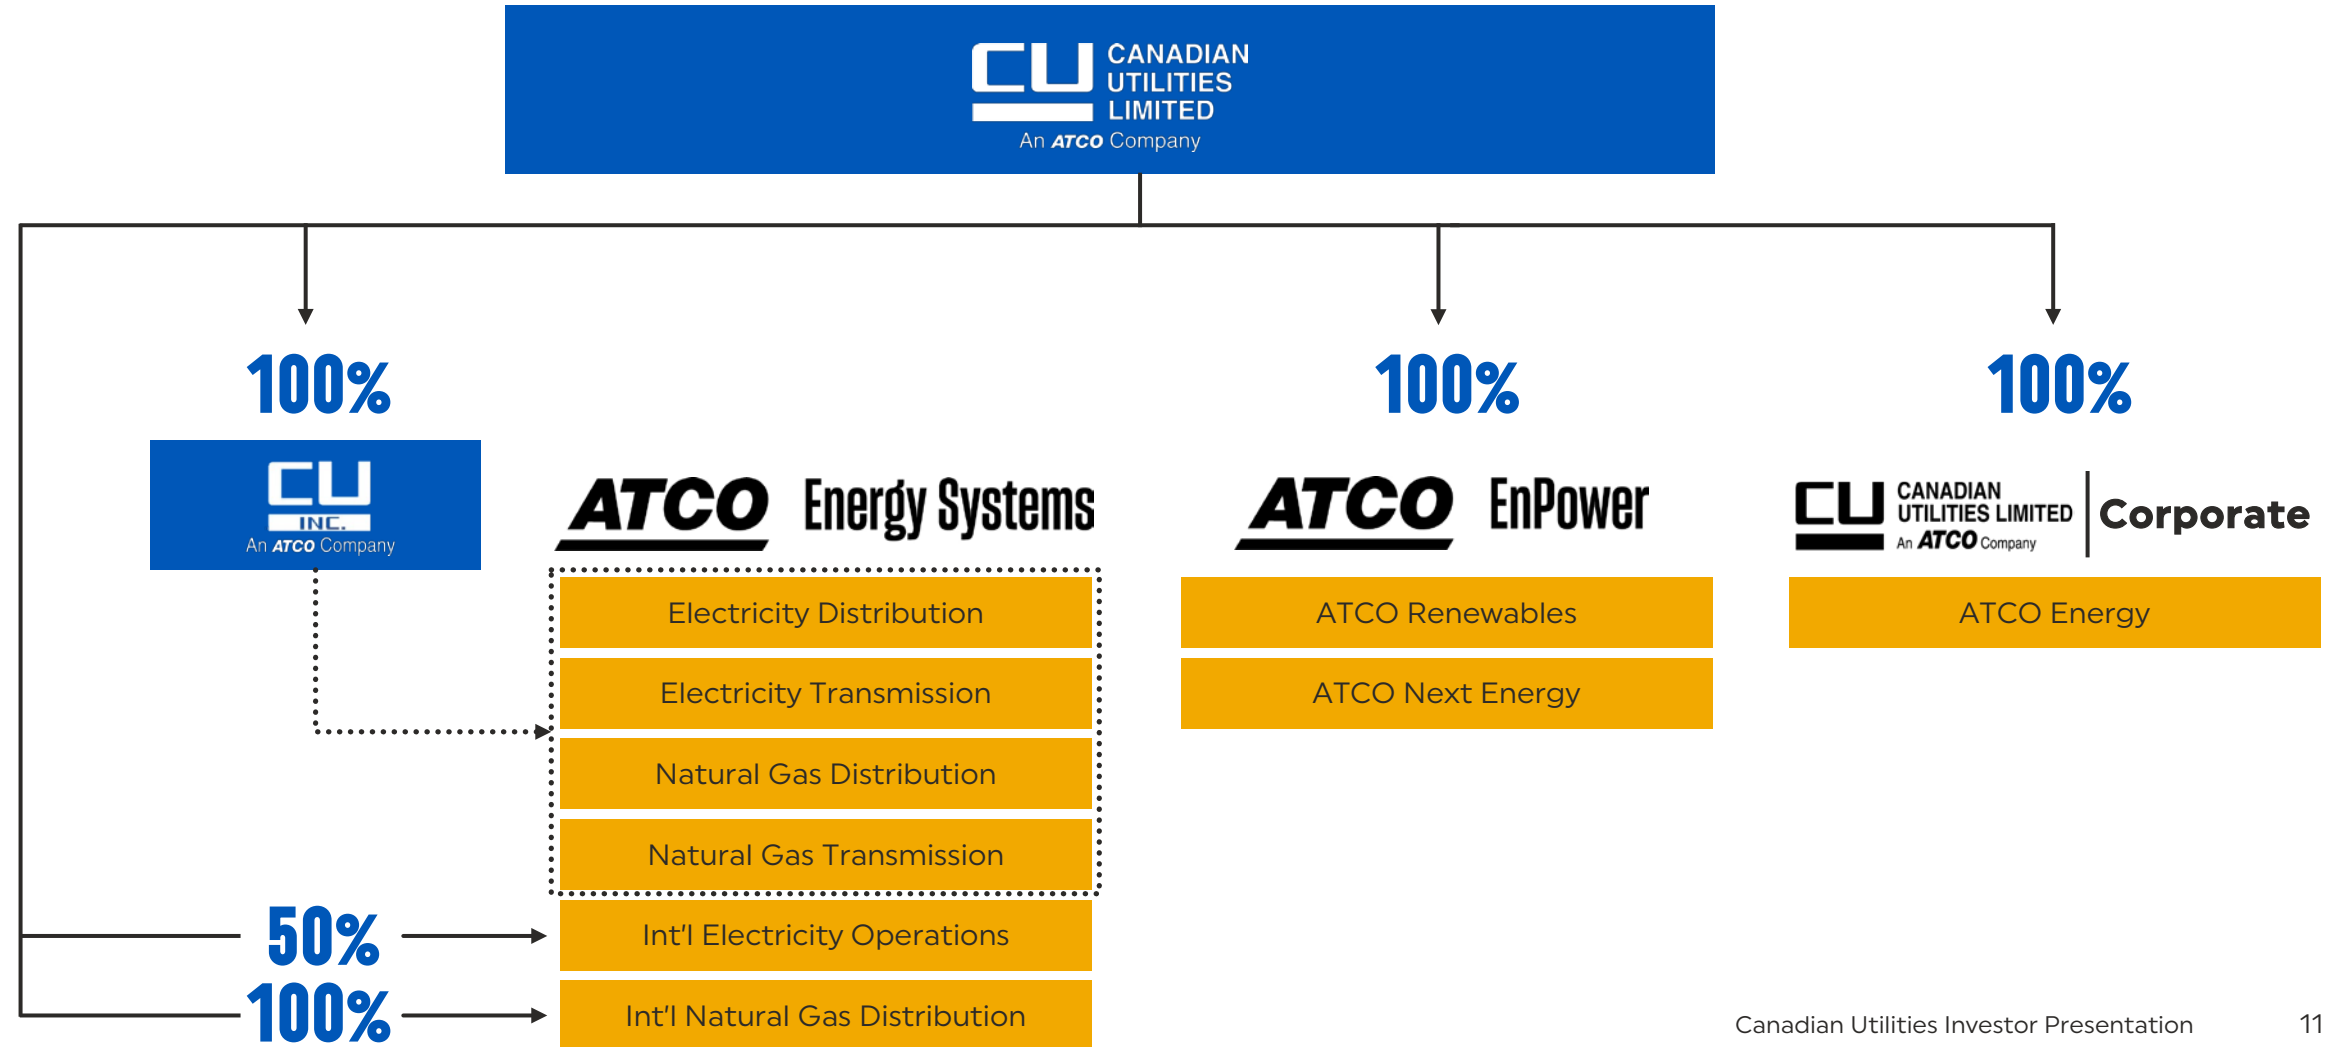 CU CANADIAN
UTILITIES
LIMITED
An ATCO Company
100%
100%
100%
CU
INC.
An ATCO Company
ATCO Energy Systems
Electricity Distribution
Electricity Transmission
Natural Gas Distribution
Natural Gas Transmission
50%
Int'l Electricity Operations
100%
Int'l Natural Gas Distribution
ATCO EnPower
ATCO Renewables
ATCO Next Energy
CU CANADIAN
UTILITIES LIMITED
An ATCO Company
Corporate
ATCO Energy
Canadian Utilities Investor Presentation 11